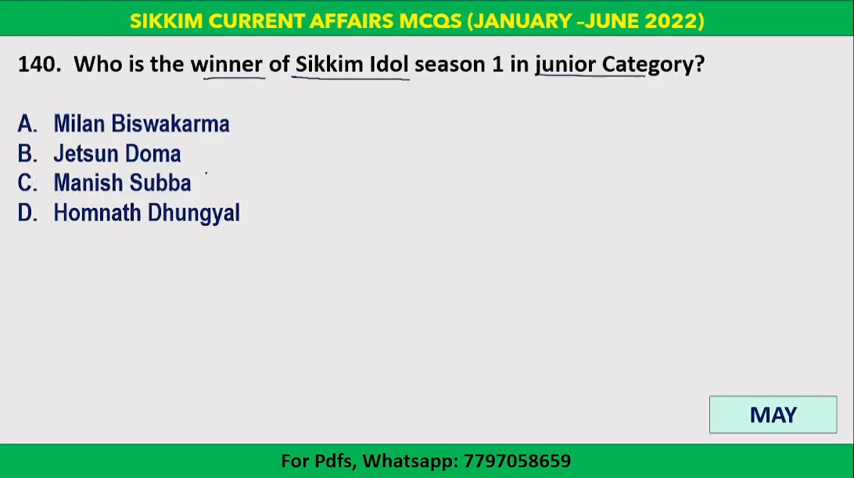 SIKKIM CURRENT AFFAIRS MCQS (JANUARY -JUNE 2022)
140. Who is the winner of Sikkim Idol season 1 in junior Category?
A. Milan Biswakarma
B. Jetsun Doma
C. Manish Subba
D. Homnath Dhungyal
MAY
For Pdfs, Whatsapp: 7797058659